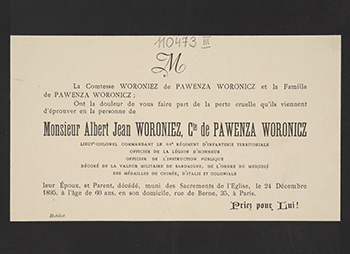 110473 III
M
La Comtesse WORONIEZ de PAWENZA WORONICZ et la Famille
de PAWENZA WORONICZ ;
Ont la douleur de vous faire part de la perte cruelle qu'ils viennent
d'éprouver en la personne de
Monsieur Albert Jean WORONIEZ, Cte de PAWENZA WORONICZ
LIEUT-COLONEL COMMANDANT LE RÉGIMENT D'INFANTERIE TERRITORIALE
OFFICIER DE LA LÉGION D'HONNEUR
OFFICIER DE L'INSTRUCTION PUBLIQUE
DÉCORÉ DE LA VALEUR MILITAIRE DE SARDAIGNE, DE L'ORDRE DU MEDJIDIÉ
DES MÉDAILLES DE CRIMÉE, D'ITALIE ET COLONIALE
leur Époux, et Parent, décédé, muni des Sacrements de l'Eglise, le 24 Décembre
1895, à l'âge de 66 ans, en son domicile, rue de Berne, 35, à Paris.
Priez pour Lui!